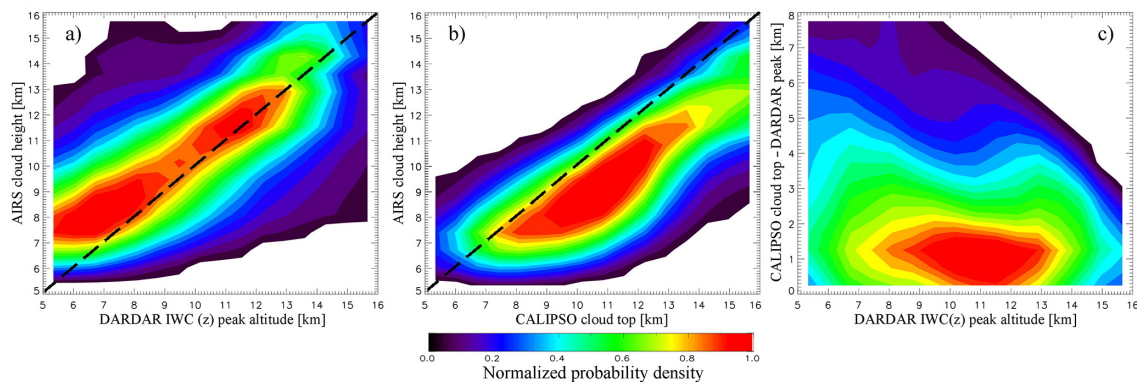 a)
AIRS cloud height [km]
16
15
14
13
12
11
10
9
8
7
6
5
5 6 7 8 9 10 11 12 13 14 15 16
DARDAR IWC (z) peak altitude [km]
b)
AIRS cloud height [km]
16
15
14
13
12
11
10
9
8
7
6
5
5 6 7 8 9 10 11 12 13 14 15 16
CALIPSO cloud top [km]
c)
CALIPSO cloud top - DARDAR peak [km]
8
7
6
5
4
3
2
1
0
5 6 7 8 9 10 11 12 13 14 15 16
DARDAR IWC(z) peak altitude [km]
0.0 0.2 0.4 0.6 0.8 1.0
Normalized probability density